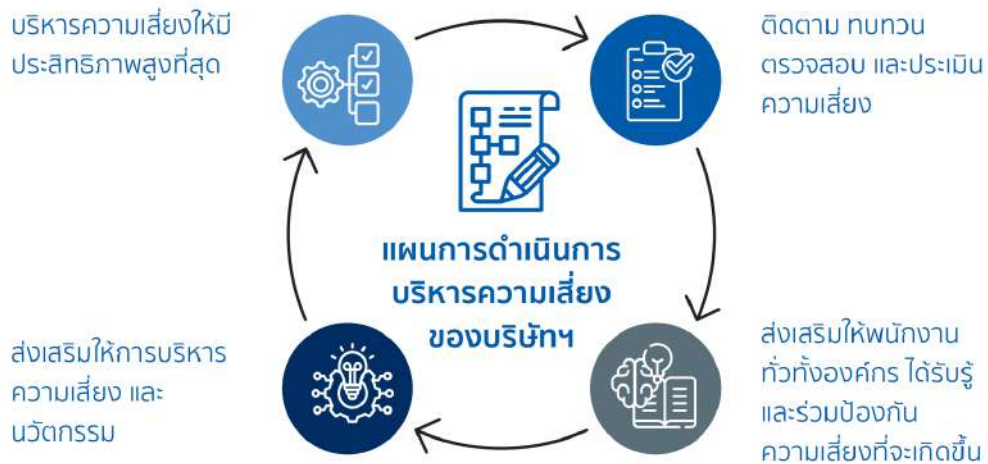 บริหารความเสี่ยงให้มี
ประสิทธิภาพสูงที่สุด
ติดตาม ทบทวน
ตรวจสอบ และประเมิน
ความเสี่ยง
แผนการดำเนินการ
บริหารความเสี่ยง
ของบริษัทฯ
ส่งเสริมให้การบริหาร
ความเสี่ยง และ
นวัตกรรม
ส่งเสริมให้พนักงาน
ทั่วทั้งองค์กร ได้รับรู้
และร่วมป้องกัน
ความเสี่ยงที่จะเกิดขึ้น